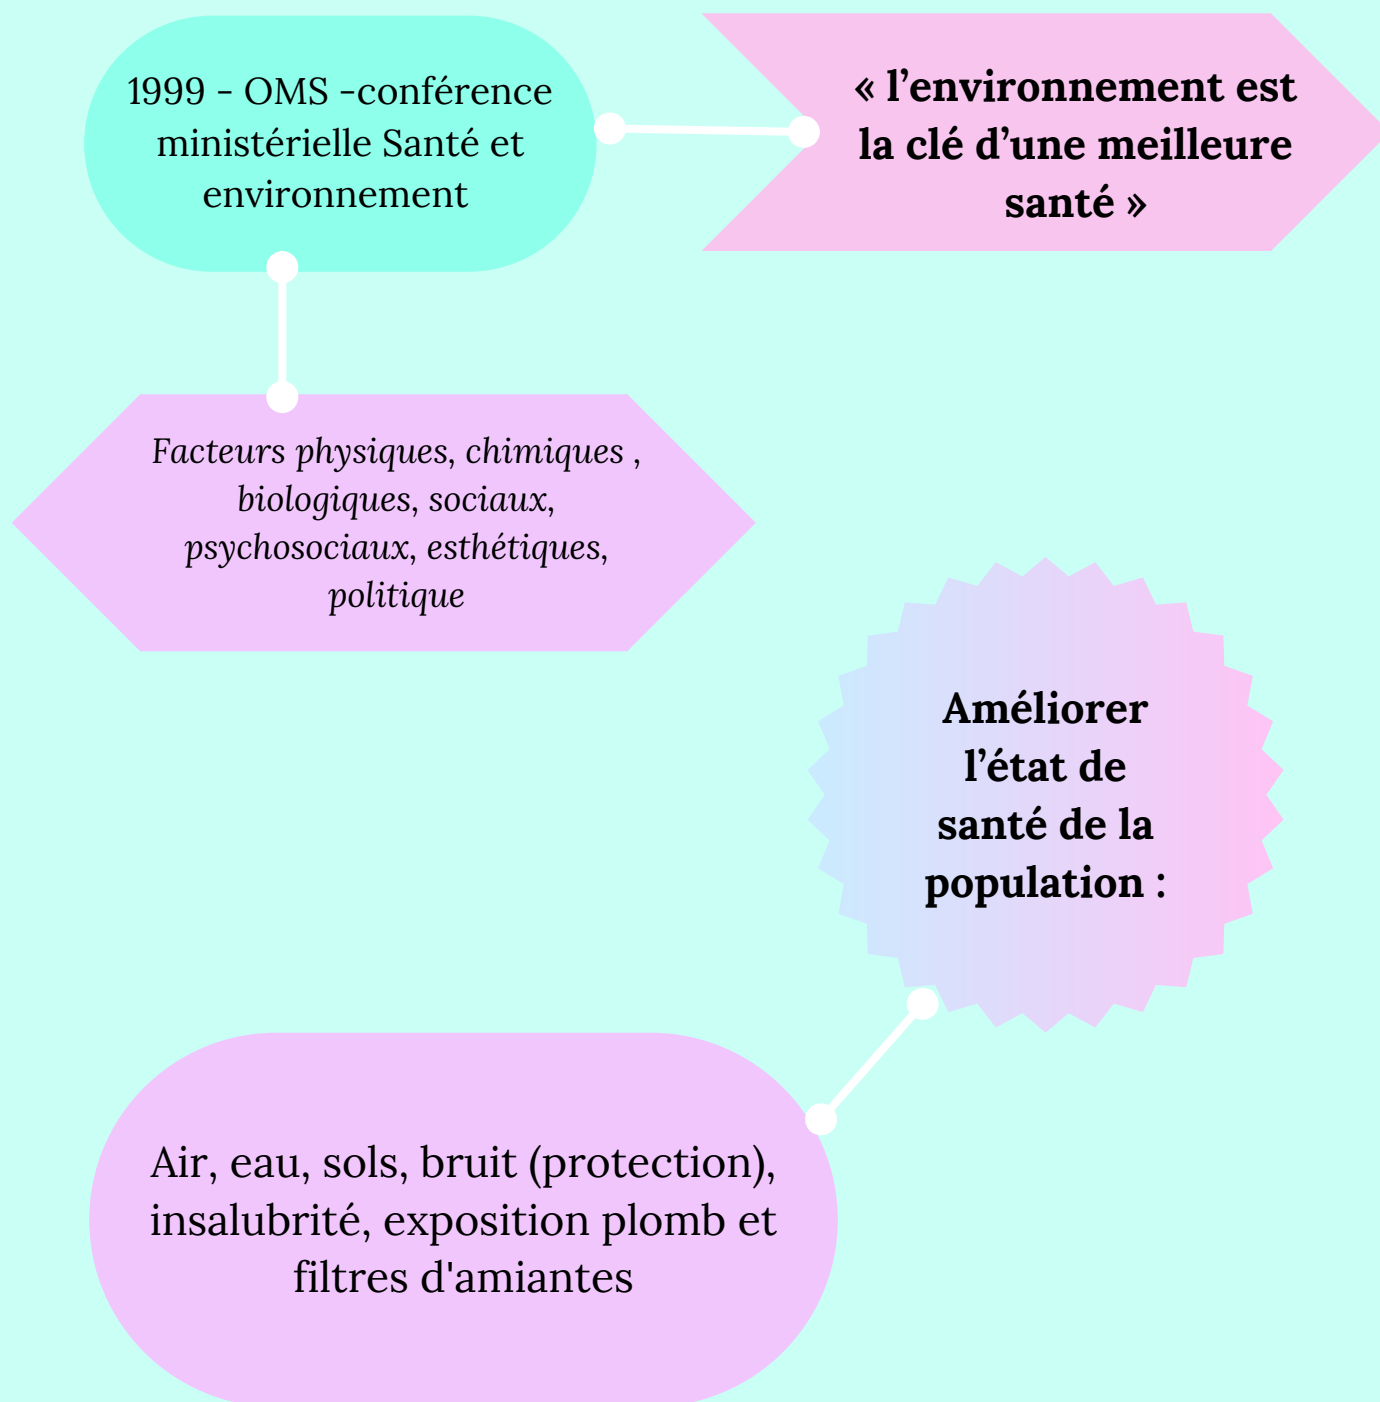 1999 - OMS -conférence
ministérielle Santé et
environnement
« l’environnement est
la clé d’une meilleure
santé »
Facteurs physiques, chimiques ,
biologiques, sociaux,
psychosociaux, esthétiques,
politique
Améliorer
l’état de
santé de la
population :
Air, eau, sols, bruit (protection),
insalubrité, exposition plomb et
filtres d'amiantes